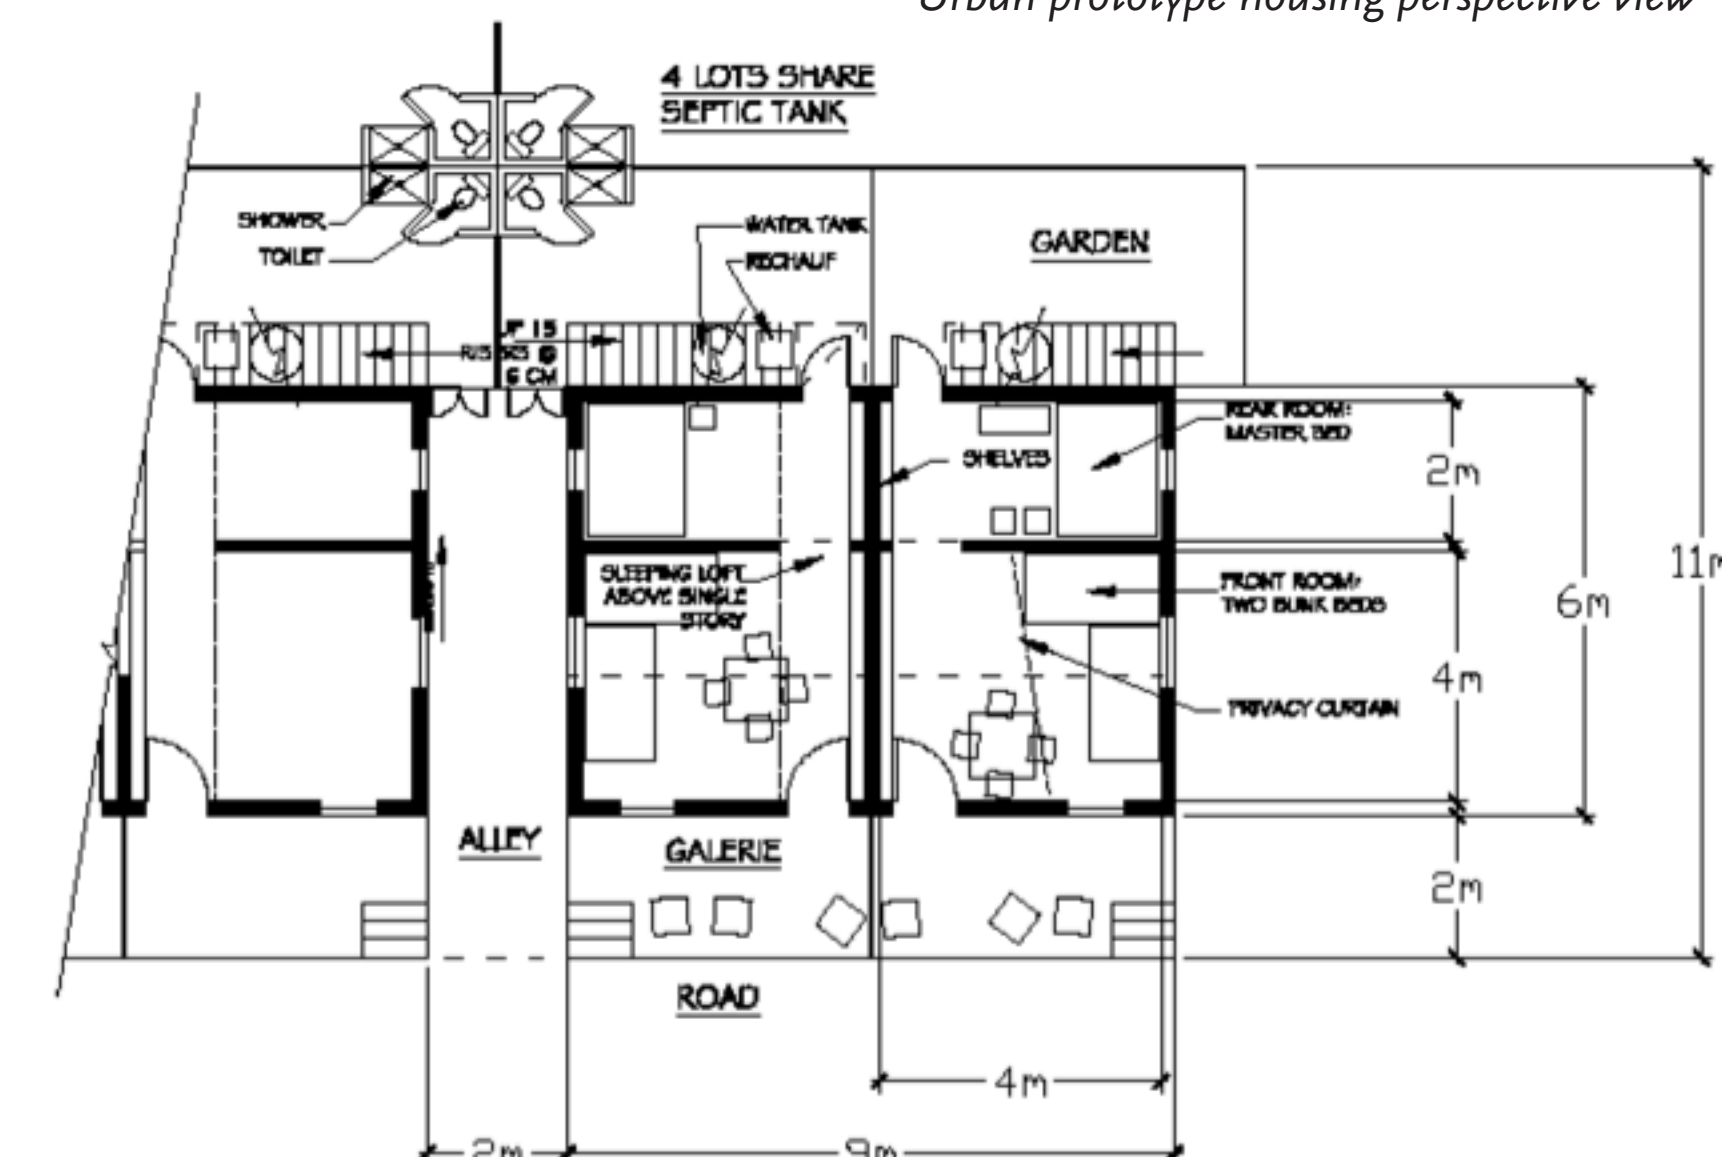 Urban prototype housing perspective view
4 LOTS SHARE
SEPTIC TANK
SHOWER
TOILET
WATER TANK
RECHAUF
GARDEN
UP 15
RISERS @
6 CM
REAR ROOM:
MASTER BED
SHELVES
2m
SLEEPING LOFT
ABOVE SINGLE
STORY
FRONT ROOM:
TWO BUNK BEDS
11m
6m
4m
PRIVACY CURTAIN
ALLEY
GALERIE
2m
ROAD
4m
2m
9m